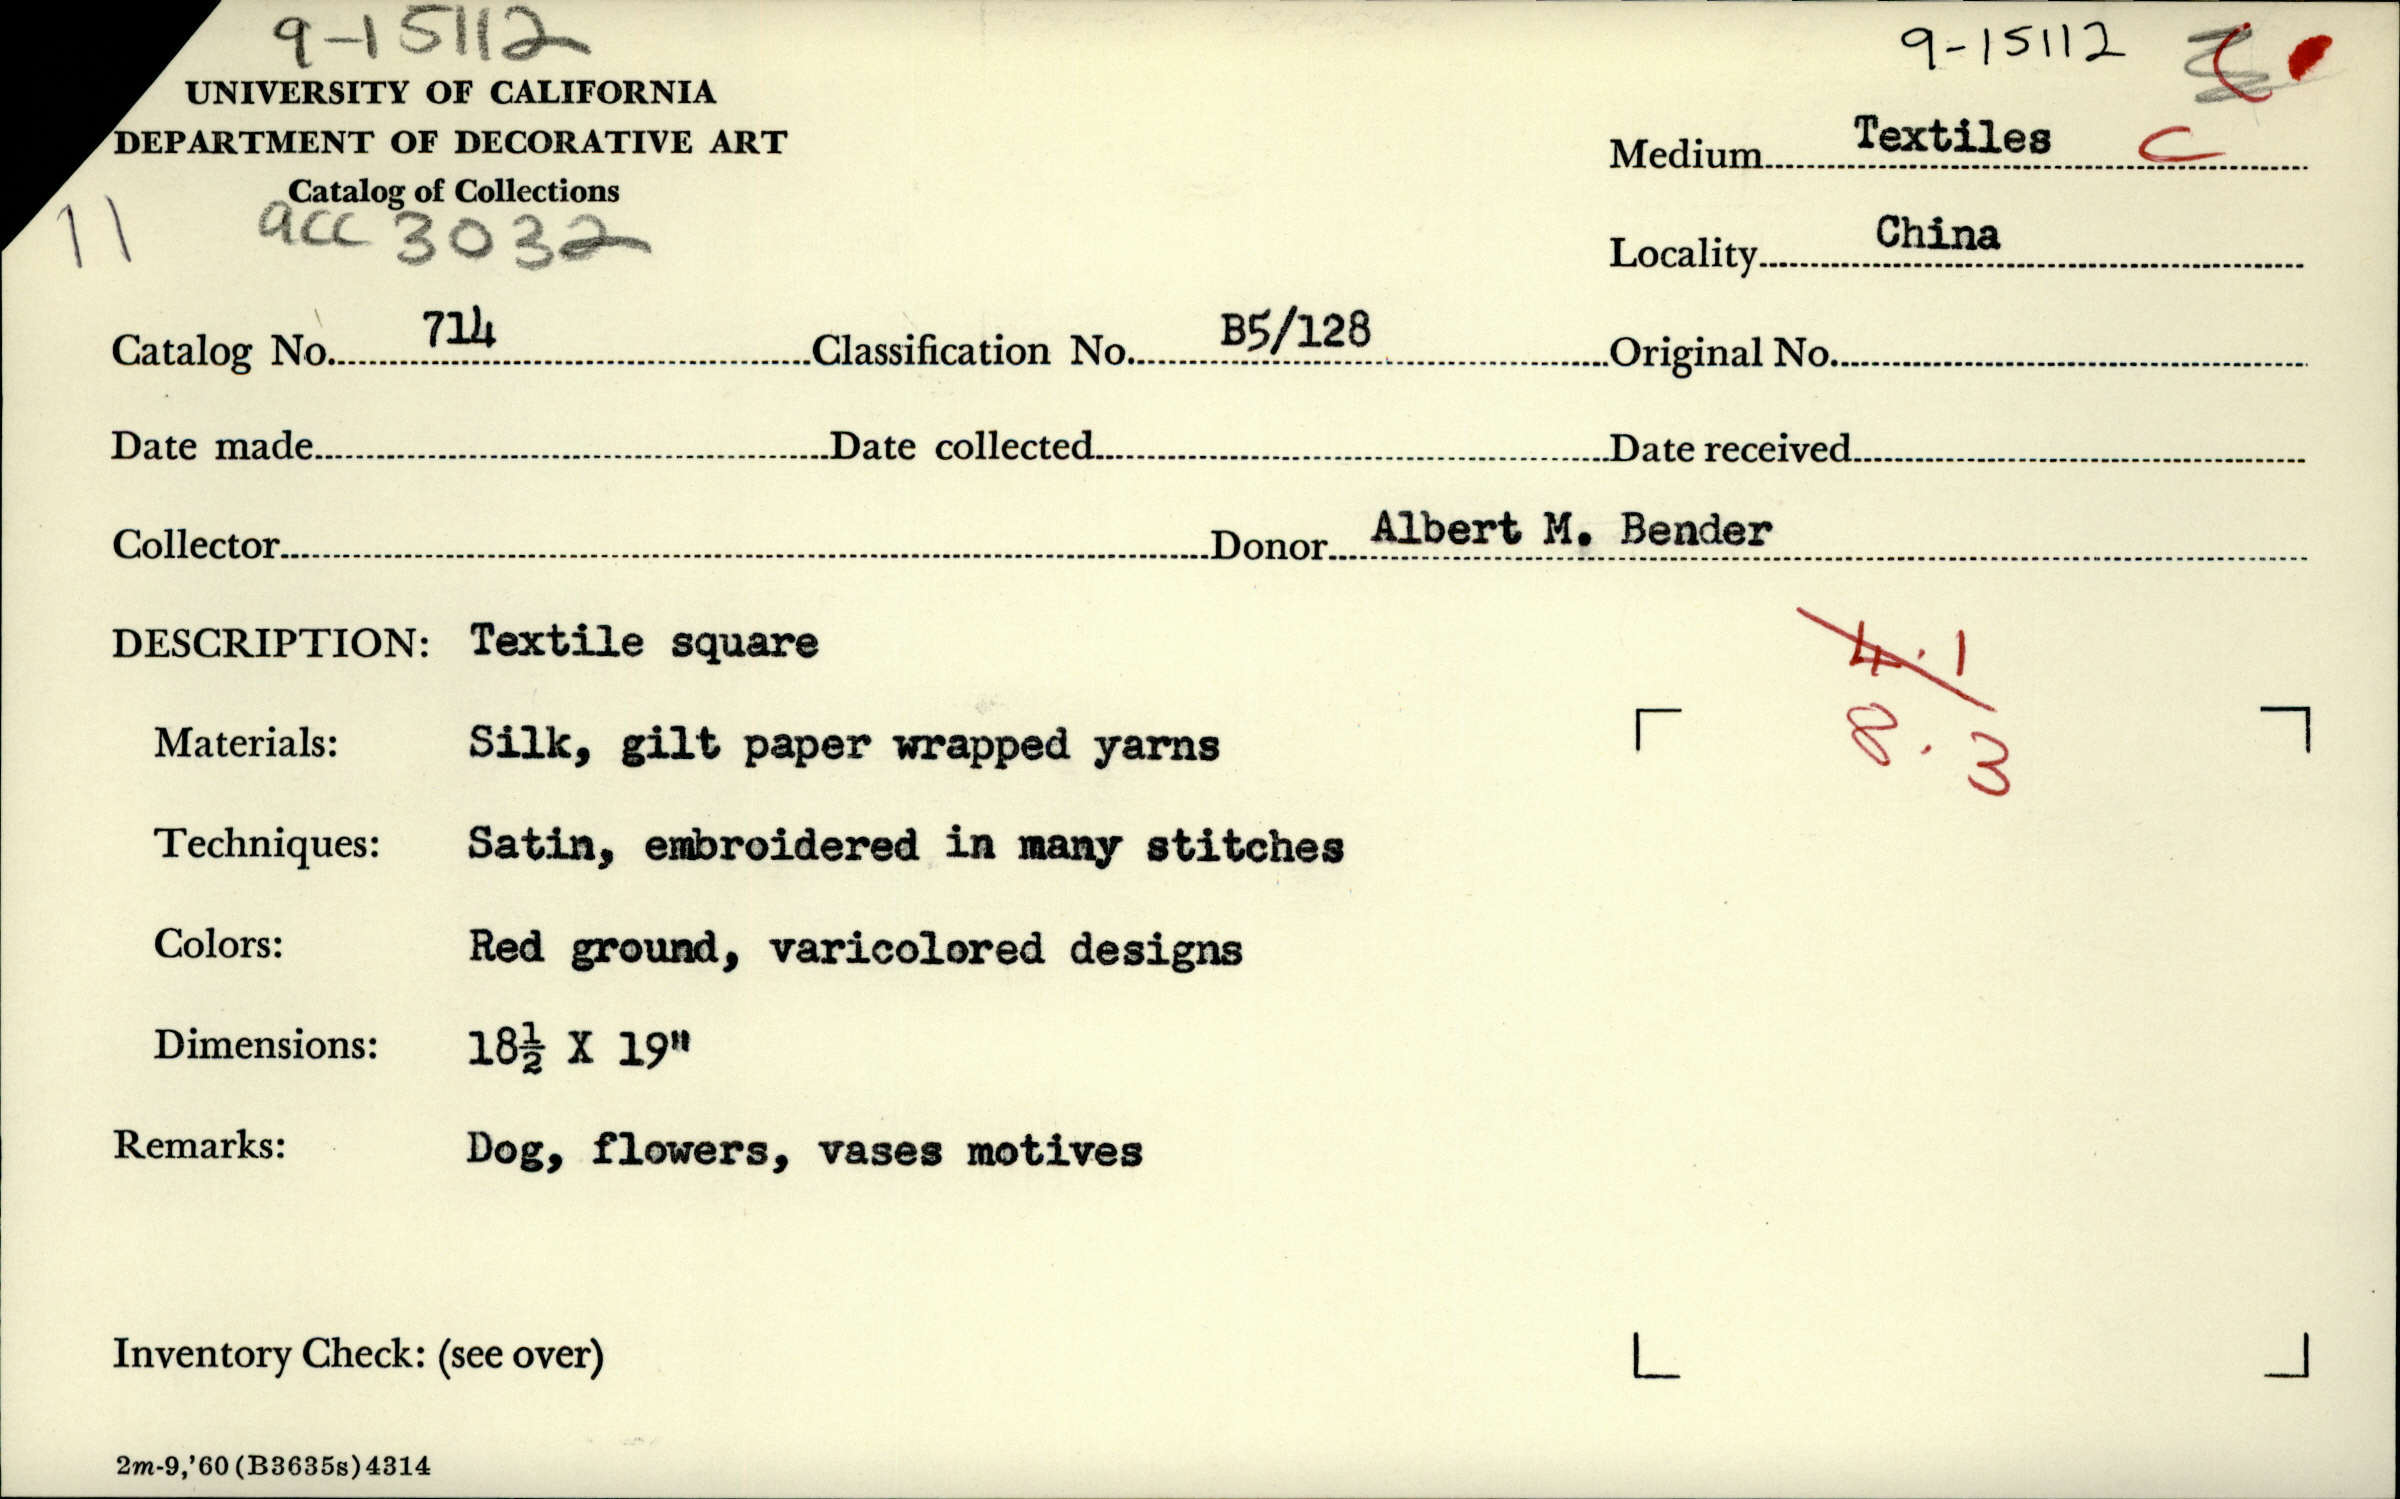 9-15112
9-15112
UNIVERSITY OF CALIFORNIA
DEPARTMENT OF DECORATIVE ART
Catalog of Collections
Medium Textiles C
11 acc 3032
Locality China
Catalog No. 714 Classification No. B5/128 Original No.
Date made Date collected Date received
Collector Donor Albert M. Bender
DESCRIPTION: Textile square
4.1
Materials: Silk, gilt paper wrapped yarns
8.3
Techniques: Satin, embroidered in many stitches
Colors: Red ground, varicolored designs
Dimensions: 18½ X 19"
Remarks: Dog, flowers, vases motives
Inventory Check: (see over)
2m-9,'60 (B3635s) 4314